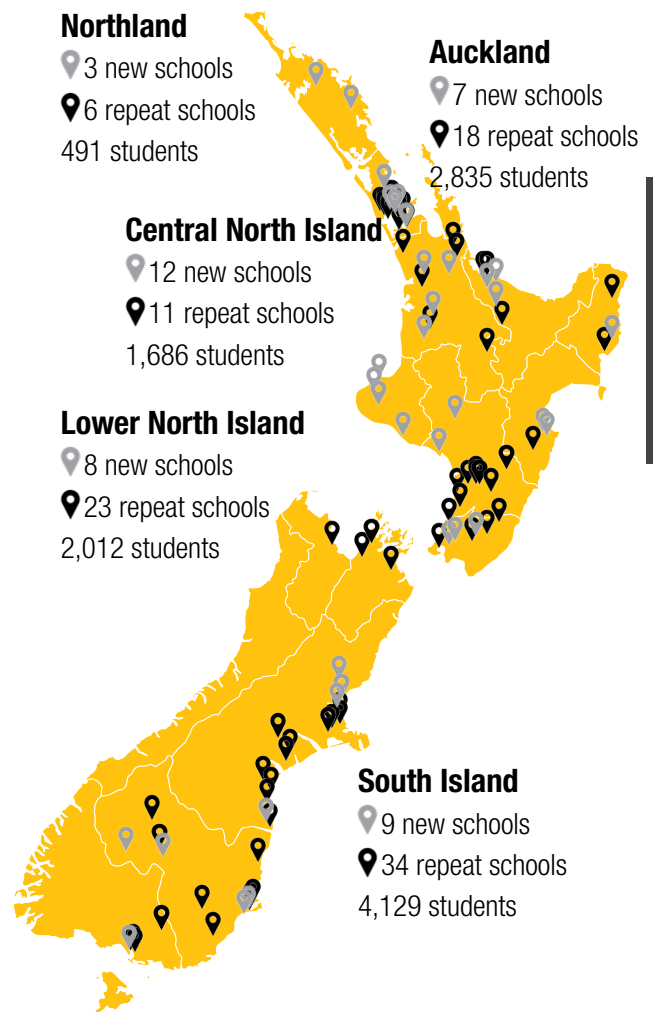 Northland
3 new schools
6 repeat schools
491 students
Auckland
7 new schools
18 repeat schools
2,835 students
Central North Island
12 new schools
11 repeat schools
1,686 students
Lower North Island
8 new schools
23 repeat schools
2,012 students
South Island
9 new schools
34 repeat schools
4,129 students